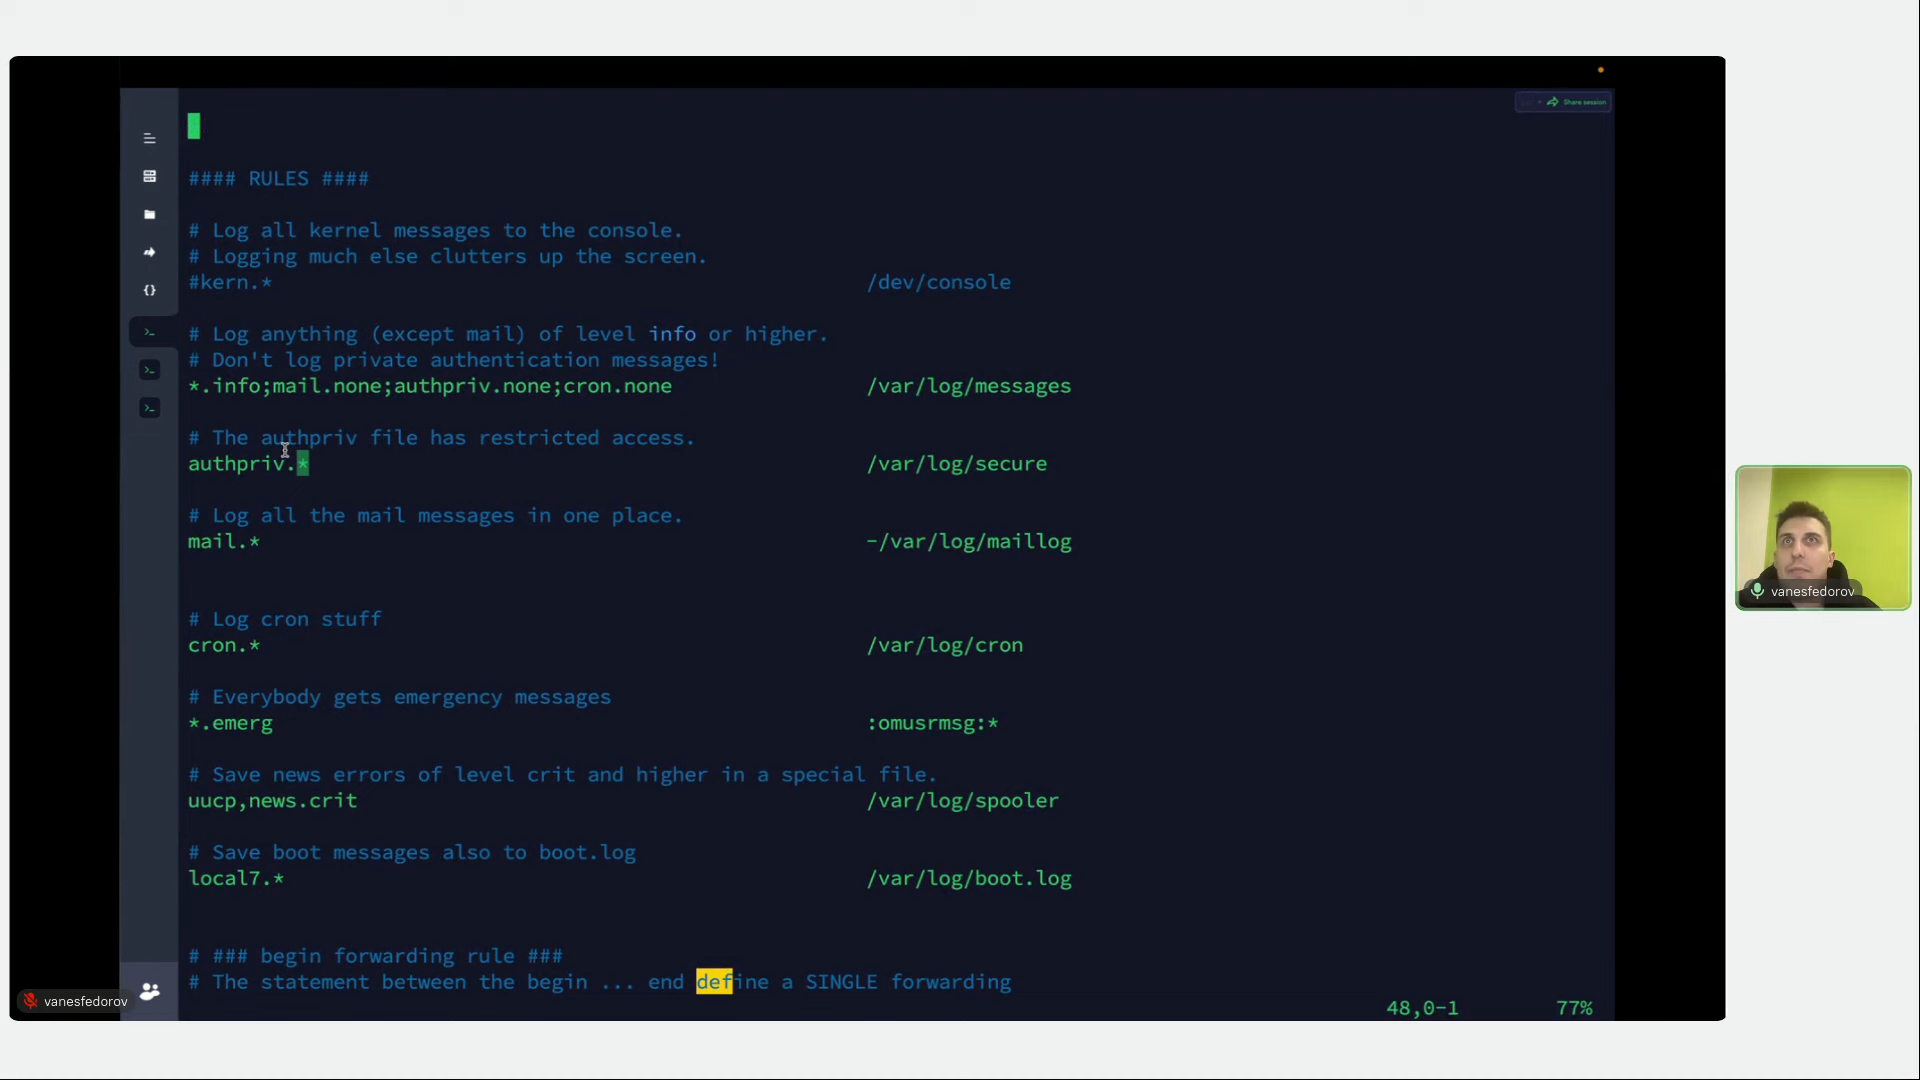 Share session
#### RULES ####
# Log all kernel messages to the console.
# Logging much else clutters up the screen.
#kern.* /dev/console
# Log anything (except mail) of level info or higher.
# Don't log private authentication messages!
*.info;mail.none;authpriv.none;cron.none /var/log/messages
# The authpriv file has restricted access.
authpriv.* /var/log/secure
# Log all the mail messages in one place.
mail.* -/var/log/maillog
# Log cron stuff
cron.* /var/log/cron
# Everybody gets emergency messages
*.emerg :omusrmsg:*
# Save news errors of level crit and higher in a special file.
uucp,news.crit /var/log/spooler
# Save boot messages also to boot.log
local7.* /var/log/boot.log
# ### begin forwarding rule ###
# The statement between the begin ... end define a SINGLE forwarding
48,0-1 77%
vanesfedorov
vanesfedorov